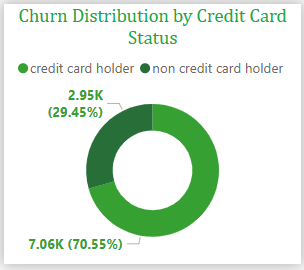 Churn Distribution by Credit Card
Status
credit card holder non credit card holder
2.95K
(29.45%)
7.06K (70.55%)